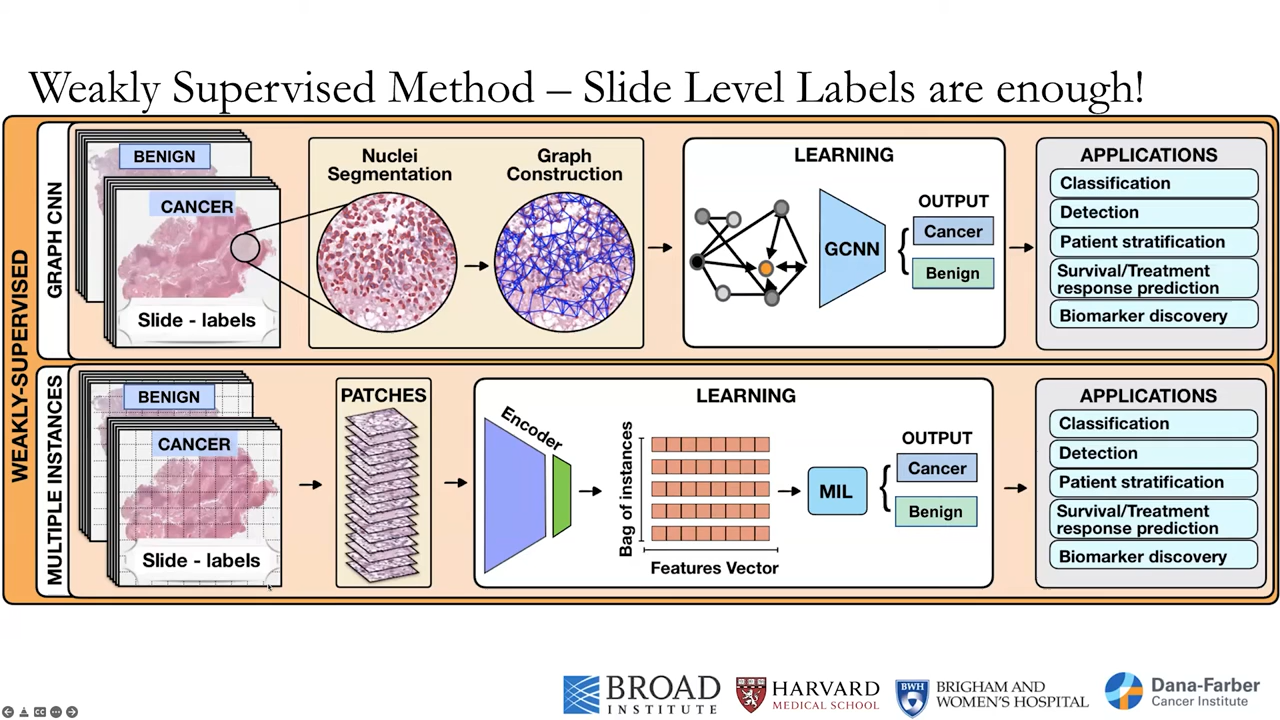 Weakly Supervised Method – Slide Level Labels are enough!
WEAKLY-SUPERVISED
GRAPH CNN
BENIGN
CANCER
Slide - labels
Nuclei
Segmentation
Graph
Construction
LEARNING
GCNN
OUTPUT
Cancer
Benign
APPLICATIONS
Classification
Detection
Patient stratification
Survival/Treatment
response prediction
Biomarker discovery
MULTIPLE INSTANCES
BENIGN
CANCER
Slide - labels
PATCHES
LEARNING
Encoder
Bag of instances
Features Vector
MIL
OUTPUT
Cancer
Benign
APPLICATIONS
Classification
Detection
Patient stratification
Survival/Treatment
response prediction
Biomarker discovery
BROAD
INSTITUTE
HARVARD
MEDICAL SCHOOL
BWH
BRIGHAM AND
WOMEN'S HOSPITAL
Dana-Farber
Cancer Institute